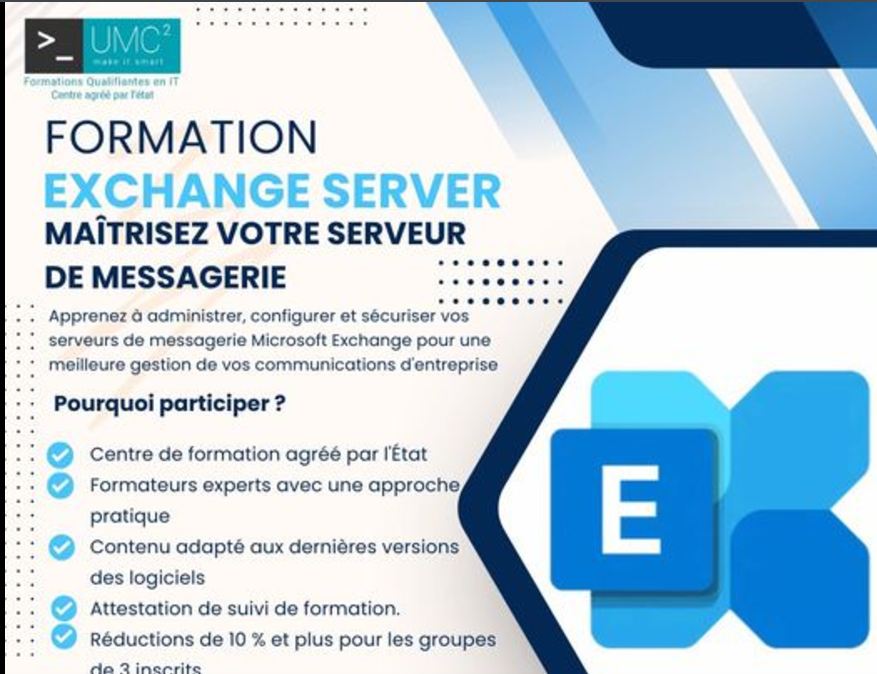 >_ UMC²
make it smart
Formations Qualifiantes en IT
Centre agréé par l'état
FORMATION
EXCHANGE SERVER
MAÎTRISEZ VOTRE SERVEUR
DE MESSAGERIE
Apprenez à administrer, configurer et sécuriser vos
serveurs de messagerie Microsoft Exchange pour une
meilleure gestion de vos communications d'entreprise
Pourquoi participer ?
Centre de formation agréé par l'État
Formateurs experts avec une approche
pratique
Contenu adapté aux dernières versions
des logiciels
Attestation de suivi de formation.
Réductions de 10 % et plus pour les groupes
de 3 inscrits
E